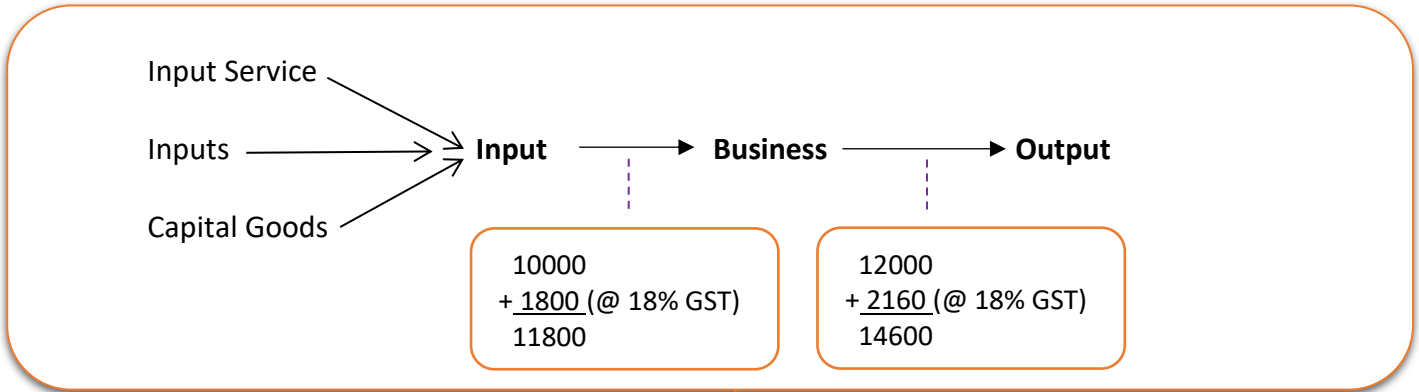 Input Service
Inputs
Input
Business
Output
Capital Goods
10000
+ 1800 (@ 18% GST)
11800
12000
+ 2160 (@ 18% GST)
14600